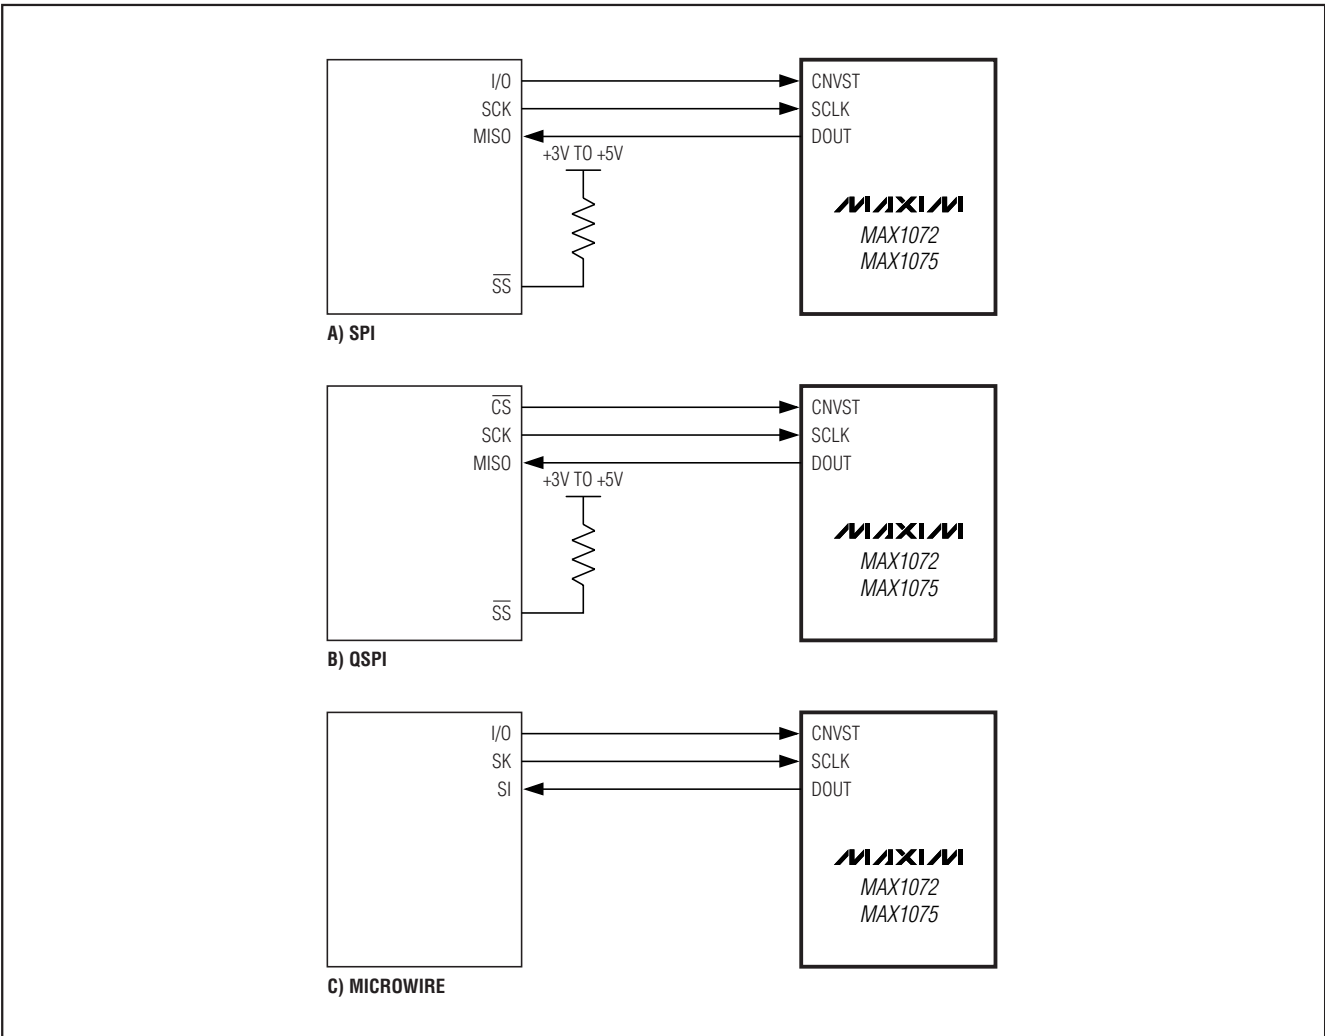 I/O CNVST
SCK SCLK
MISO DOUT
+3V TO +5V
MAXIM
MAX1072
MAX1075
SS
A) SPI
CS CNVST
SCK SCLK
MISO DOUT
+3V TO +5V
MAXIM
MAX1072
MAX1075
SS
B) QSPI
I/O CNVST
SK SCLK
SI DOUT
MAXIM
MAX1072
MAX1075
C) MICROWIRE